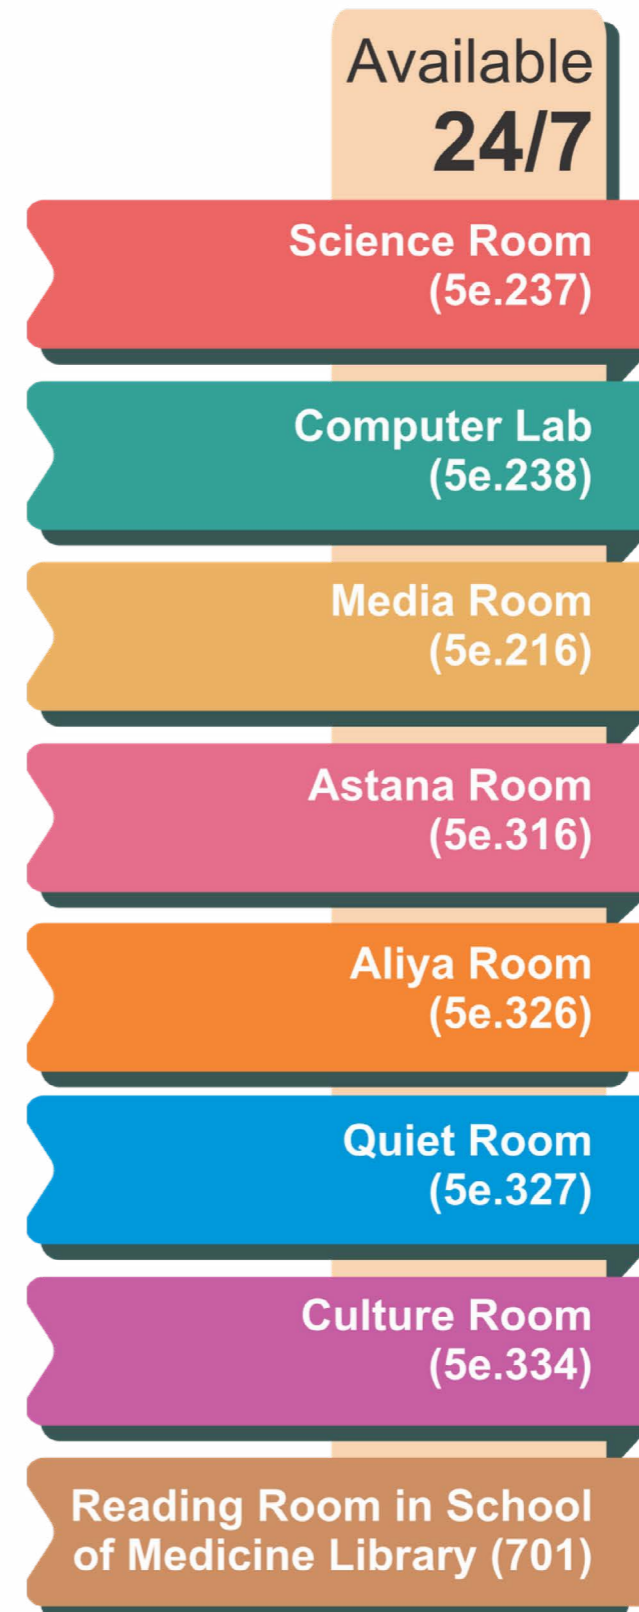 Available
24/7
Science Room
(5e.237)
Computer Lab
(5e.238)
Media Room
(5e.216)
Astana Room
(5e.316)
Aliya Room
(5e.326)
Quiet Room
(5e.327)
Culture Room
(5e.334)
Reading Room in School
of Medicine Library (701)